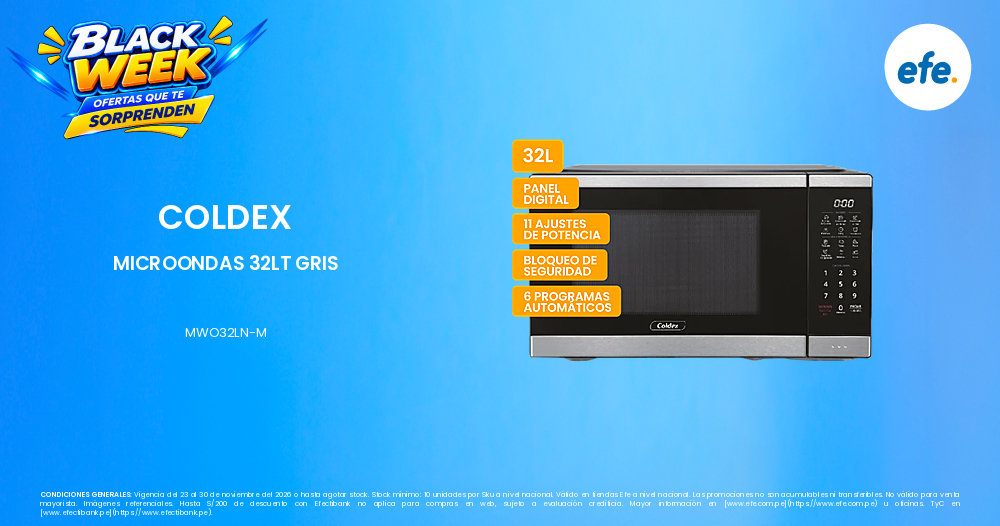 BLACK
WEEK
OFERTAS QUE TE
SORPRENDEN
efe.
32L
PANEL
DIGITAL
11 AJUSTES
DE POTENCIA
BLOQUEO DE
SEGURIDAD
6 PROGRAMAS
AUTOMÁTICOS
COLDEX
MICROONDAS 32LT GRIS
MWO32LN-M
0:00
1 2 3
4 5 6
7 8 9
0
Coldex
CONDICIONES GENERALES: Vigencia del 23 al 30 de noviembre del 2026 o hasta agotar stock. Stock mínimo: 10 unidades por Sku a nivel nacional. Válido en tiendas Efe a nivel nacional. Las promociones no son acumulables ni transferibles. No válido para venta
mayorista. Imágenes referenciales. Hasta S/200 de descuento con Efectibank no aplica para compras en web, sujeto a evaluación crediticia. Mayor información en [www.efe.com.pe](https://www.efe.com.pe) u oficinas. TyC en
[www.efectibank.pe](https://www.efectibank.pe).